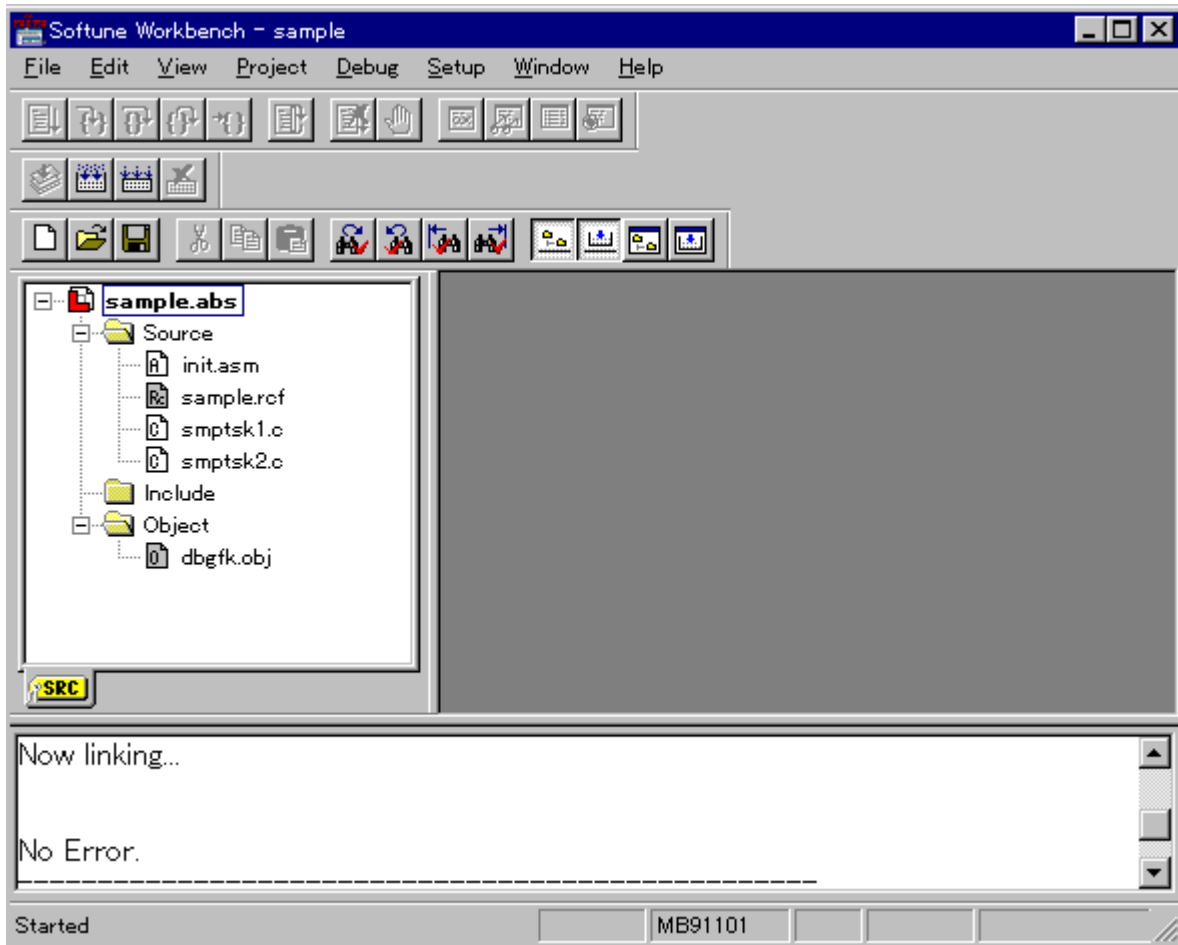 Softune Workbench - sample
File Edit View Project Debug Setup Window Help
sample.abs
Source
init.asm
sample.rcf
smptsk1.c
smptsk2.c
Include
Object
dbgfk.obj
SRC
Now linking...
No Error.
-----------------------------------------------------
Started MB91101